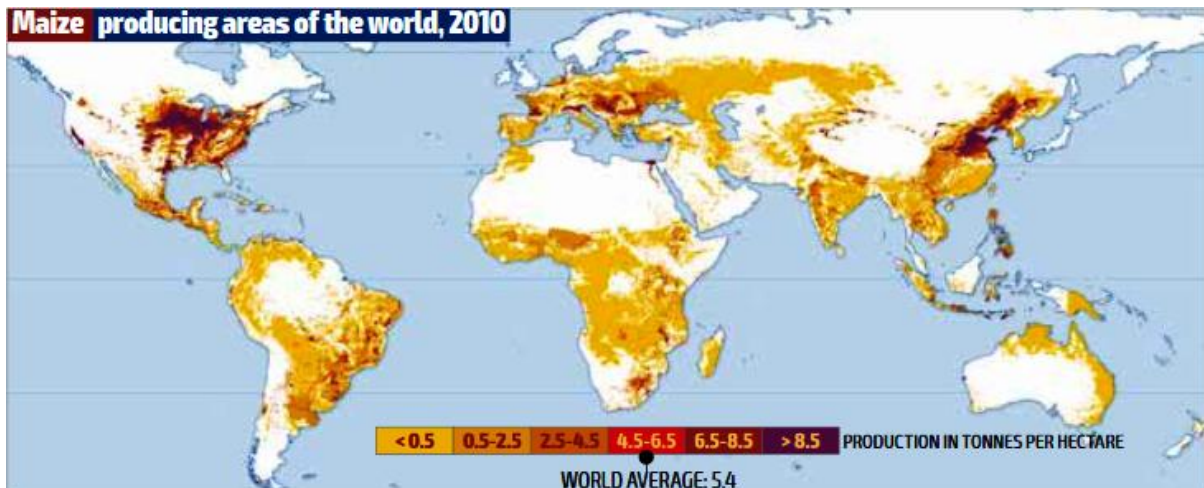 Maize producing areas of the world, 2010
< 0.5 0.5-2.5 2.5-4.5 4.5-6.5 6.5-8.5 > 8.5 PRODUCTION IN TONNES PER HECTARE
WORLD AVERAGE: 5.4